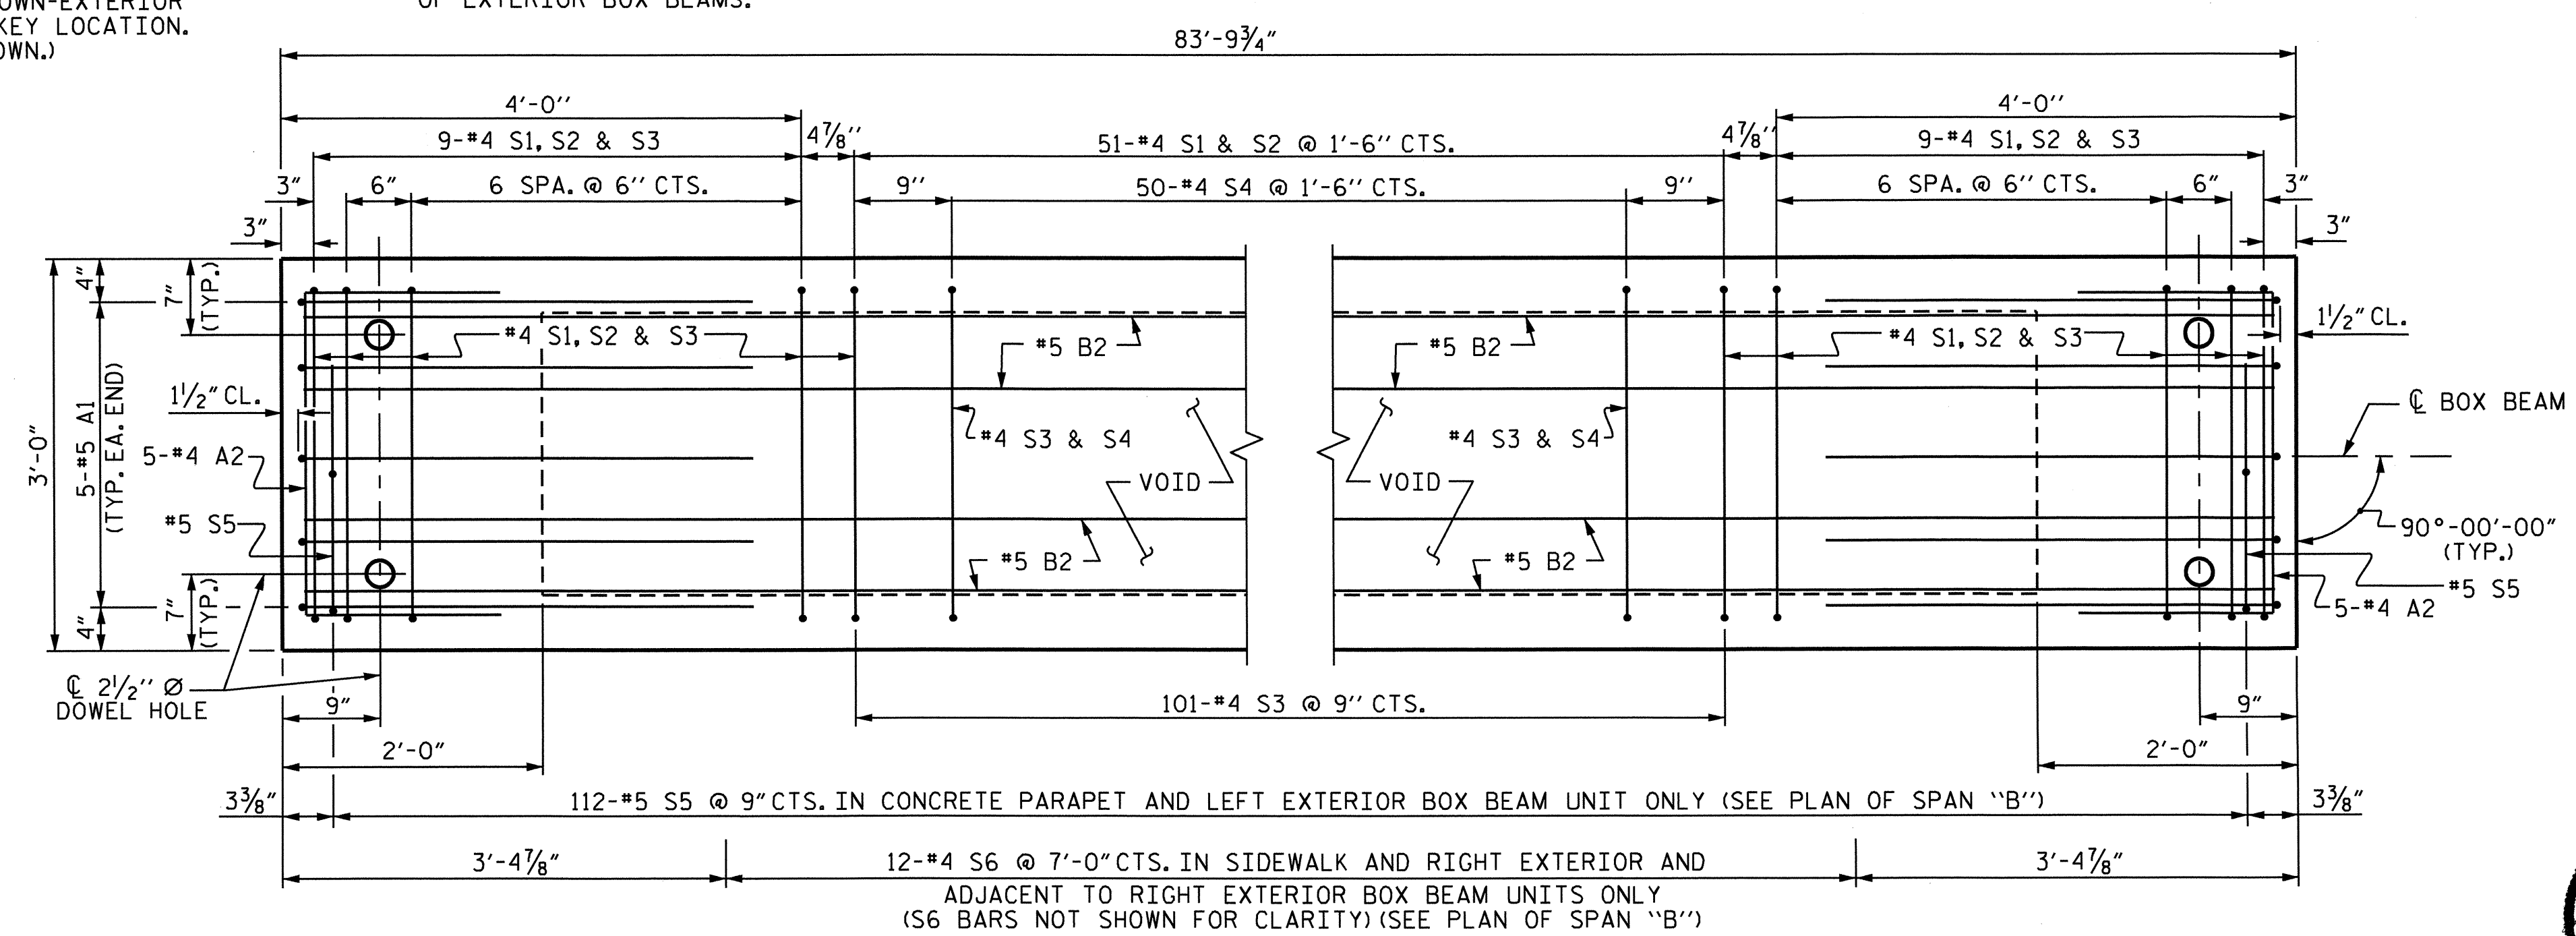 OWN-EXTERIOR
KEY LOCATION.
OWN.)
OF EXTERIOR BOX BEAMS.
83'-9¾"
4'-0"
4'-0"
9-#4 S1, S2 & S3
4⅞"
51-#4 S1 & S2 @ 1'-6" CTS.
4⅞"
9-#4 S1, S2 & S3
3"
6"
6 SPA. @ 6" CTS.
9"
50-#4 S4 @ 1'-6" CTS.
9"
6 SPA. @ 6" CTS.
6"
3"
3"
3"
4"
7"
(TYP.)
#4 S1, S2 & S3
#5 B2
#5 B2
#4 S1, S2 & S3
1½" CL.
3'-0"
5-#5 A1
(TYP. EA. END)
1½" CL.
℄ BOX BEAM
5-#4 A2
#4 S3 & S4
#4 S3 & S4
VOID
VOID
#5 S5
90°-00'-00"
(TYP.)
#5 B2
#5 B2
#5 S5
5-#4 A2
4"
7"
(TYP.)
℄ 2½" Ø
DOWEL HOLE
9"
101-#4 S3 @ 9" CTS.
9"
2'-0"
2'-0"
3⅜"
112-#5 S5 @ 9" CTS. IN CONCRETE PARAPET AND LEFT EXTERIOR BOX BEAM UNIT ONLY (SEE PLAN OF SPAN "B")
3⅜"
3'-4⅞"
12-#4 S6 @ 7'-0" CTS. IN SIDEWALK AND RIGHT EXTERIOR AND
3'-4⅞"
ADJACENT TO RIGHT EXTERIOR BOX BEAM UNITS ONLY
(S6 BARS NOT SHOWN FOR CLARITY) (SEE PLAN OF SPAN "B")